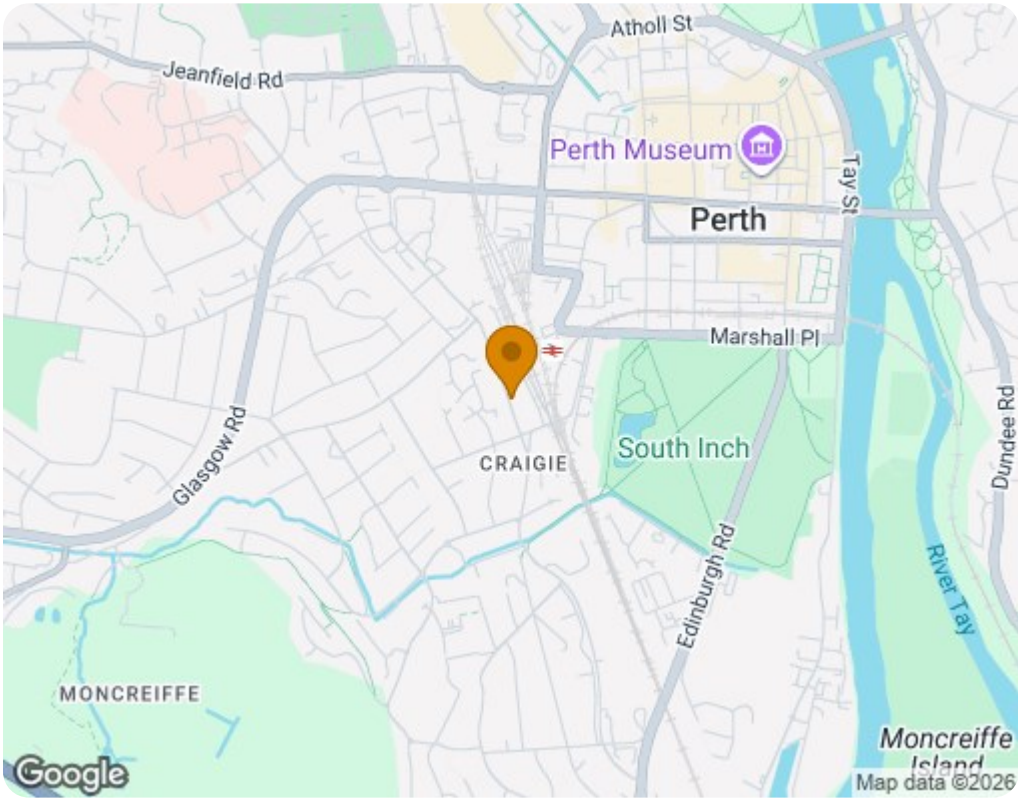 Atholl St
Jeanfield Rd
Perth Museum
Tay St
Perth
Marshall Pl
Dundee Rd
Glasgow Rd
South Inch
CRAIGIE
River Tay
Edinburgh Rd
MONCREIFFE
Moncreiffe
Island
Google
Map data ©2026